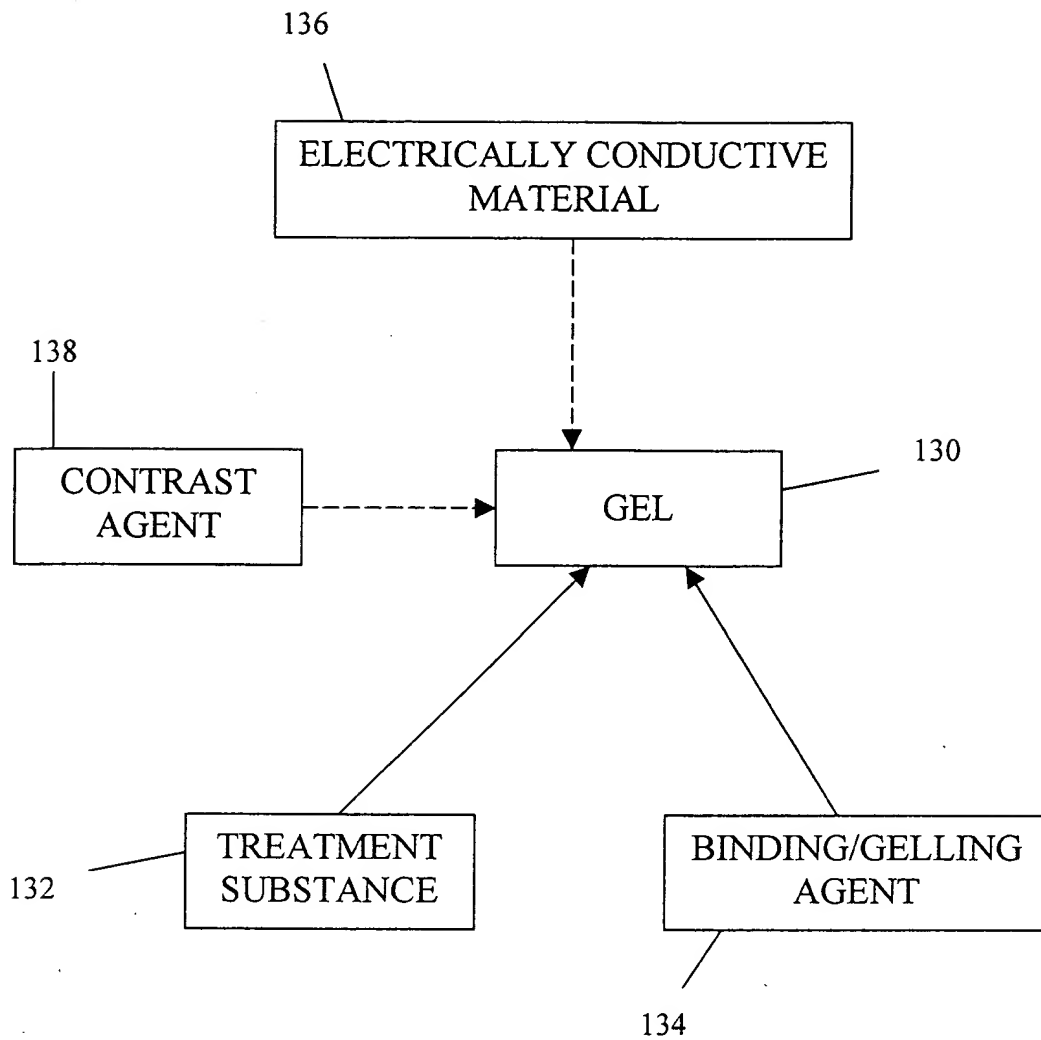 136
ELECTRICALLY CONDUCTIVE
MATERIAL
138
CONTRAST
AGENT
130
GEL
TREATMENT
SUBSTANCE
132
BINDING/GELLING
AGENT
134